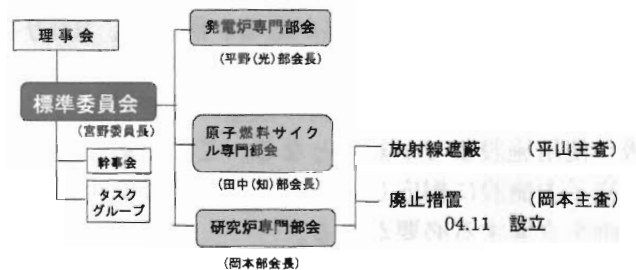 理事会
標準委員会
(宮野委員長)
幹事会
タスク
グループ
発電炉専門部会
(平野(光)部会長)
原子燃料サイク
ル専門部会
(田中(知)部会長)
研究炉専門部会
(岡本部会長)
放射線遮蔽 (平山主査)
廃止措置 (岡本主査)
04.11 設立